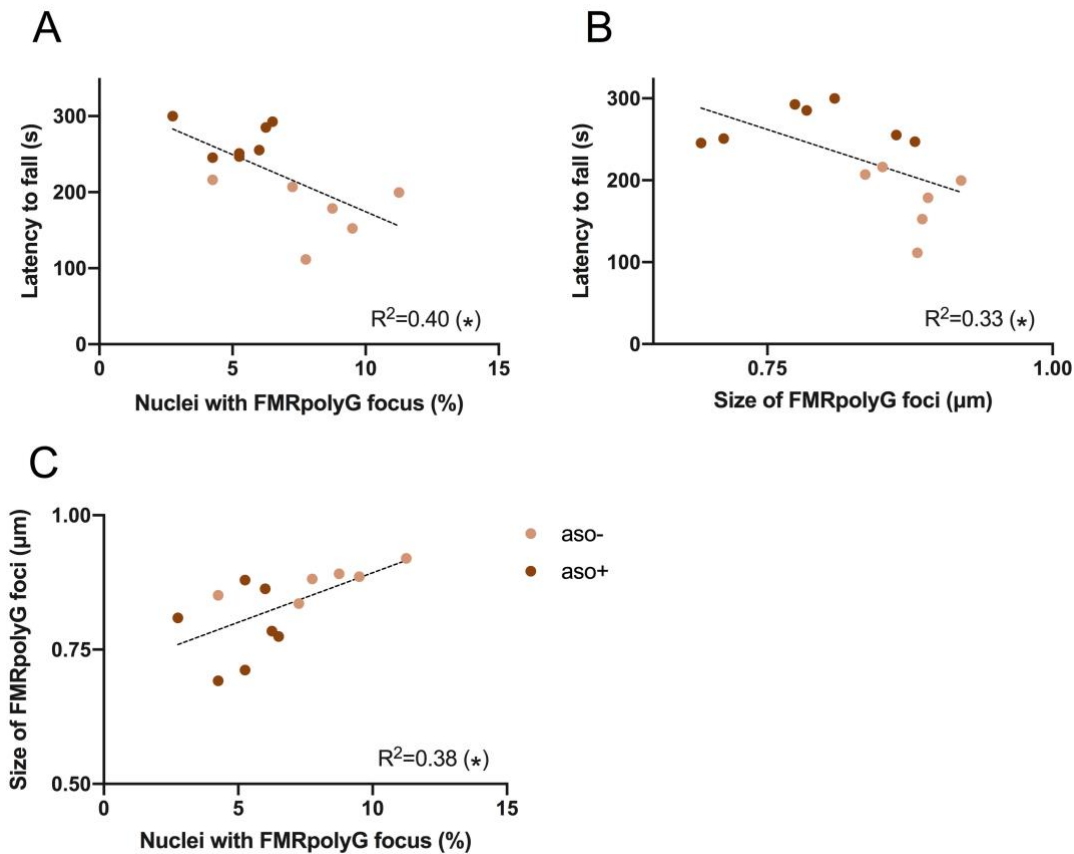 A
Latency to fall (s)
300
200
100
0
0 5 10 15
R²=0.40 (*)
Nuclei with FMRpolyG focus (%)
B
Latency to fall (s)
300
200
100
0
0.75 1.00
R²=0.33 (*)
Size of FMRpolyG foci (μm)
C
Size of FMRpolyG foci (μm)
1.00
0.75
0.50
0 5 10 15
R²=0.38 (*)
Nuclei with FMRpolyG focus (%)
aso-
aso+